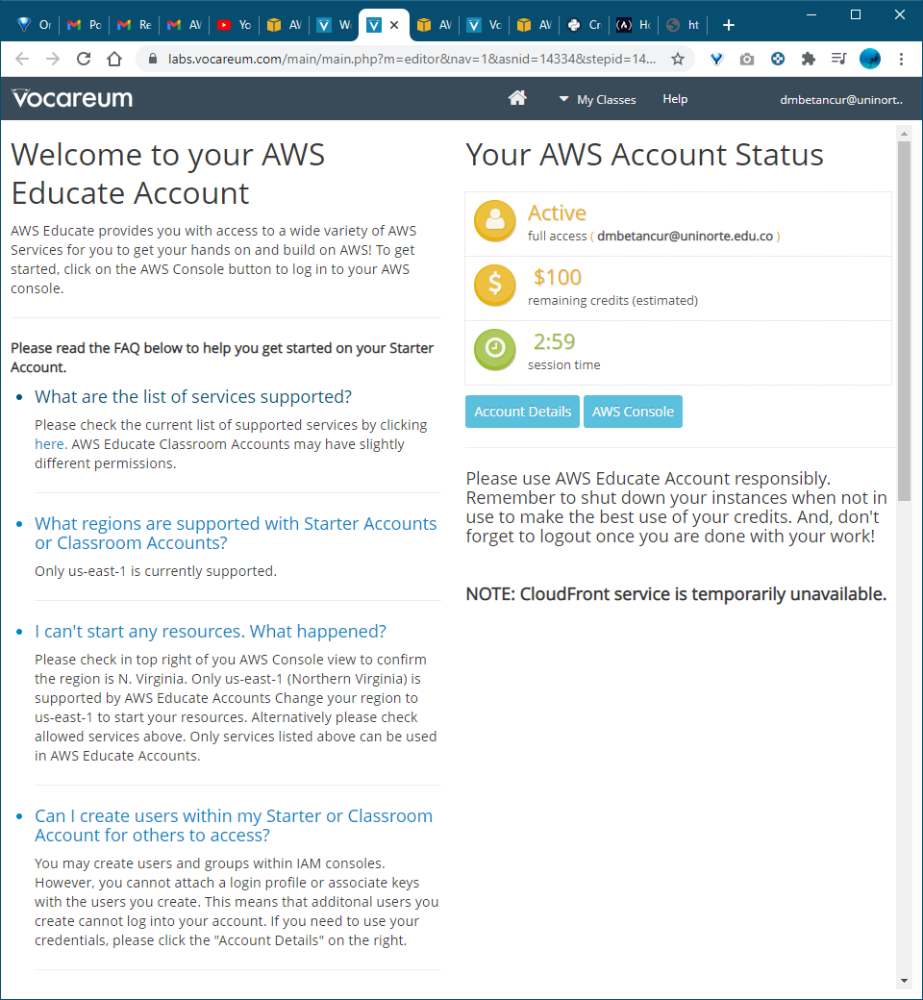 Or
Po
Re
AV
Yo
AV
W
AV
Vo
AV
Cr
Ho
ht
labs.vocareum.com/main/main.php?m=editor&nav=1&asnid=14334&stepid=14...
vocareum
My Classes
Help
dmbetancur@uninort..
Welcome to your AWS
Educate Account
AWS Educate provides you with access to a wide variety of AWS
Services for you to get your hands on and build on AWS! To get
started, click on the AWS Console button to log in to your AWS
console.
Please read the FAQ below to help you get started on your Starter
Account.
What are the list of services supported?
Please check the current list of supported services by clicking
here. AWS Educate Classroom Accounts may have slightly
different permissions.
What regions are supported with Starter Accounts
or Classroom Accounts?
Only us-east-1 is currently supported.
I can't start any resources. What happened?
Please check in top right of you AWS Console view to confirm
the region is N. Virginia. Only us-east-1 (Northern Virginia) is
supported by AWS Educate Accounts Change your region to
us-east-1 to start your resources. Alternatively please check
allowed services above. Only services listed above can be used
in AWS Educate Accounts.
Can I create users within my Starter or Classroom
Account for others to access?
You may create users and groups within IAM consoles.
However, you cannot attach a login profile or associate keys
with the users you create. This means that additonal users you
create cannot log into your account. If you need to use your
credentials, please click the "Account Details" on the right.
Your AWS Account Status
Active
full access ( dmbetancur@uninorte.edu.co )
$100
remaining credits (estimated)
2:59
session time
Account Details
AWS Console
Please use AWS Educate Account responsibly.
Remember to shut down your instances when not in
use to make the best use of your credits. And, don't
forget to logout once you are done with your work!
NOTE: CloudFront service is temporarily unavailable.